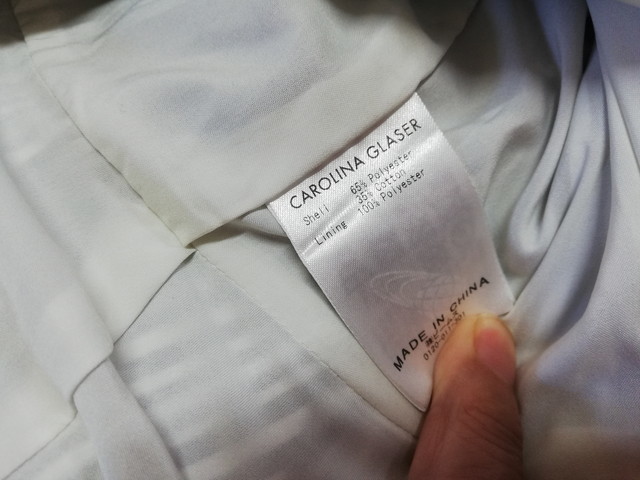 CAROLINA GLASER
Shell 65% Polyester
35% Cotton
Lining 100% Polyester
MADE IN CHINA